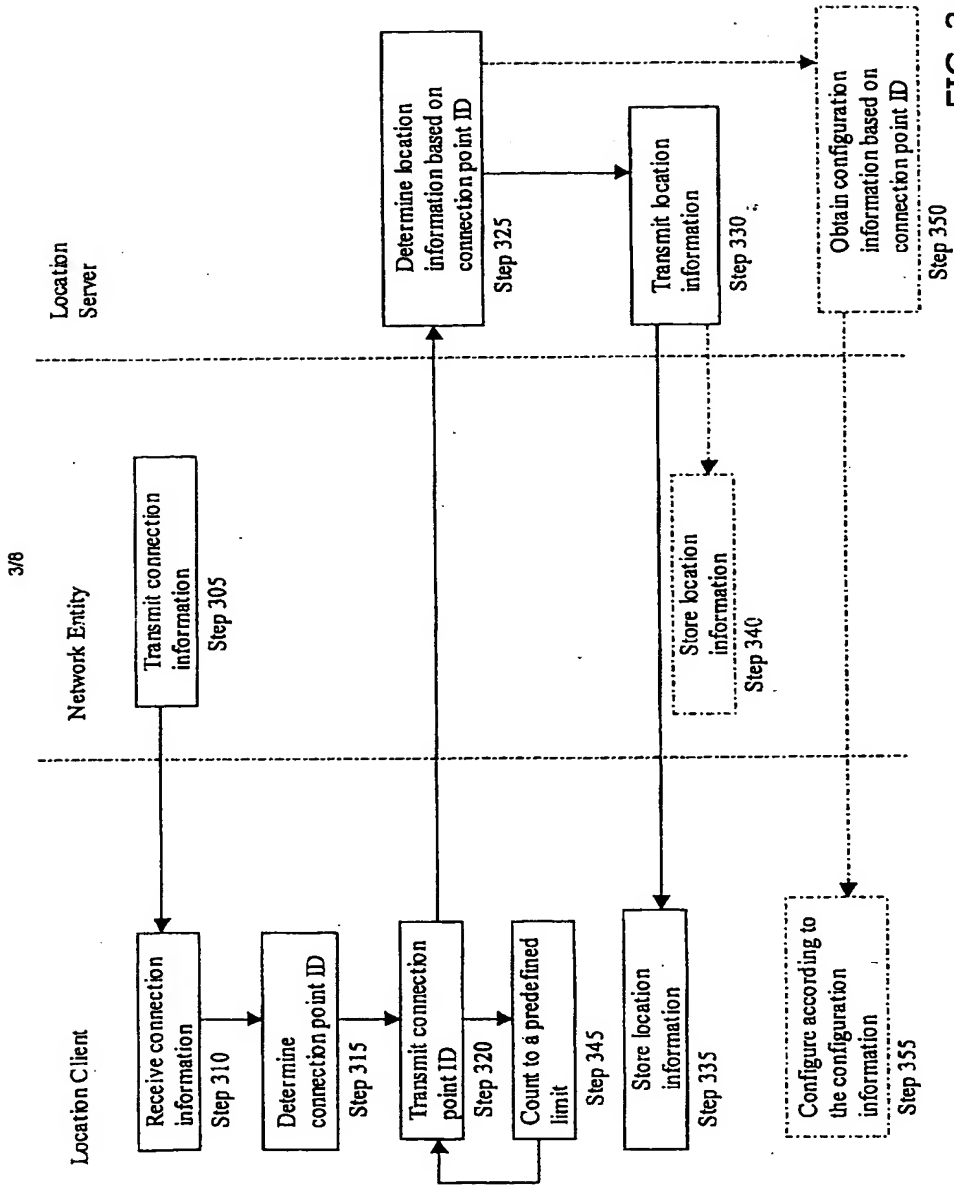 3/8
Location Client
Network Entity
Location
Server
Transmit connection
information
Step 305
Receive connection
information
Step 310
Determine
connection point ID
Step 315
Transmit connection
point ID
Step 320
Count to a predefined
limit
Step 345
Determine location
information based on
connection point ID
Step 325
Transmit location
information
Step 330
Store location
information
Step 335
Store location
information
Step 340
Obtain configuration
information based on
connection point ID
Step 350
Configure according to
the configuration
information
Step 355
FIG.